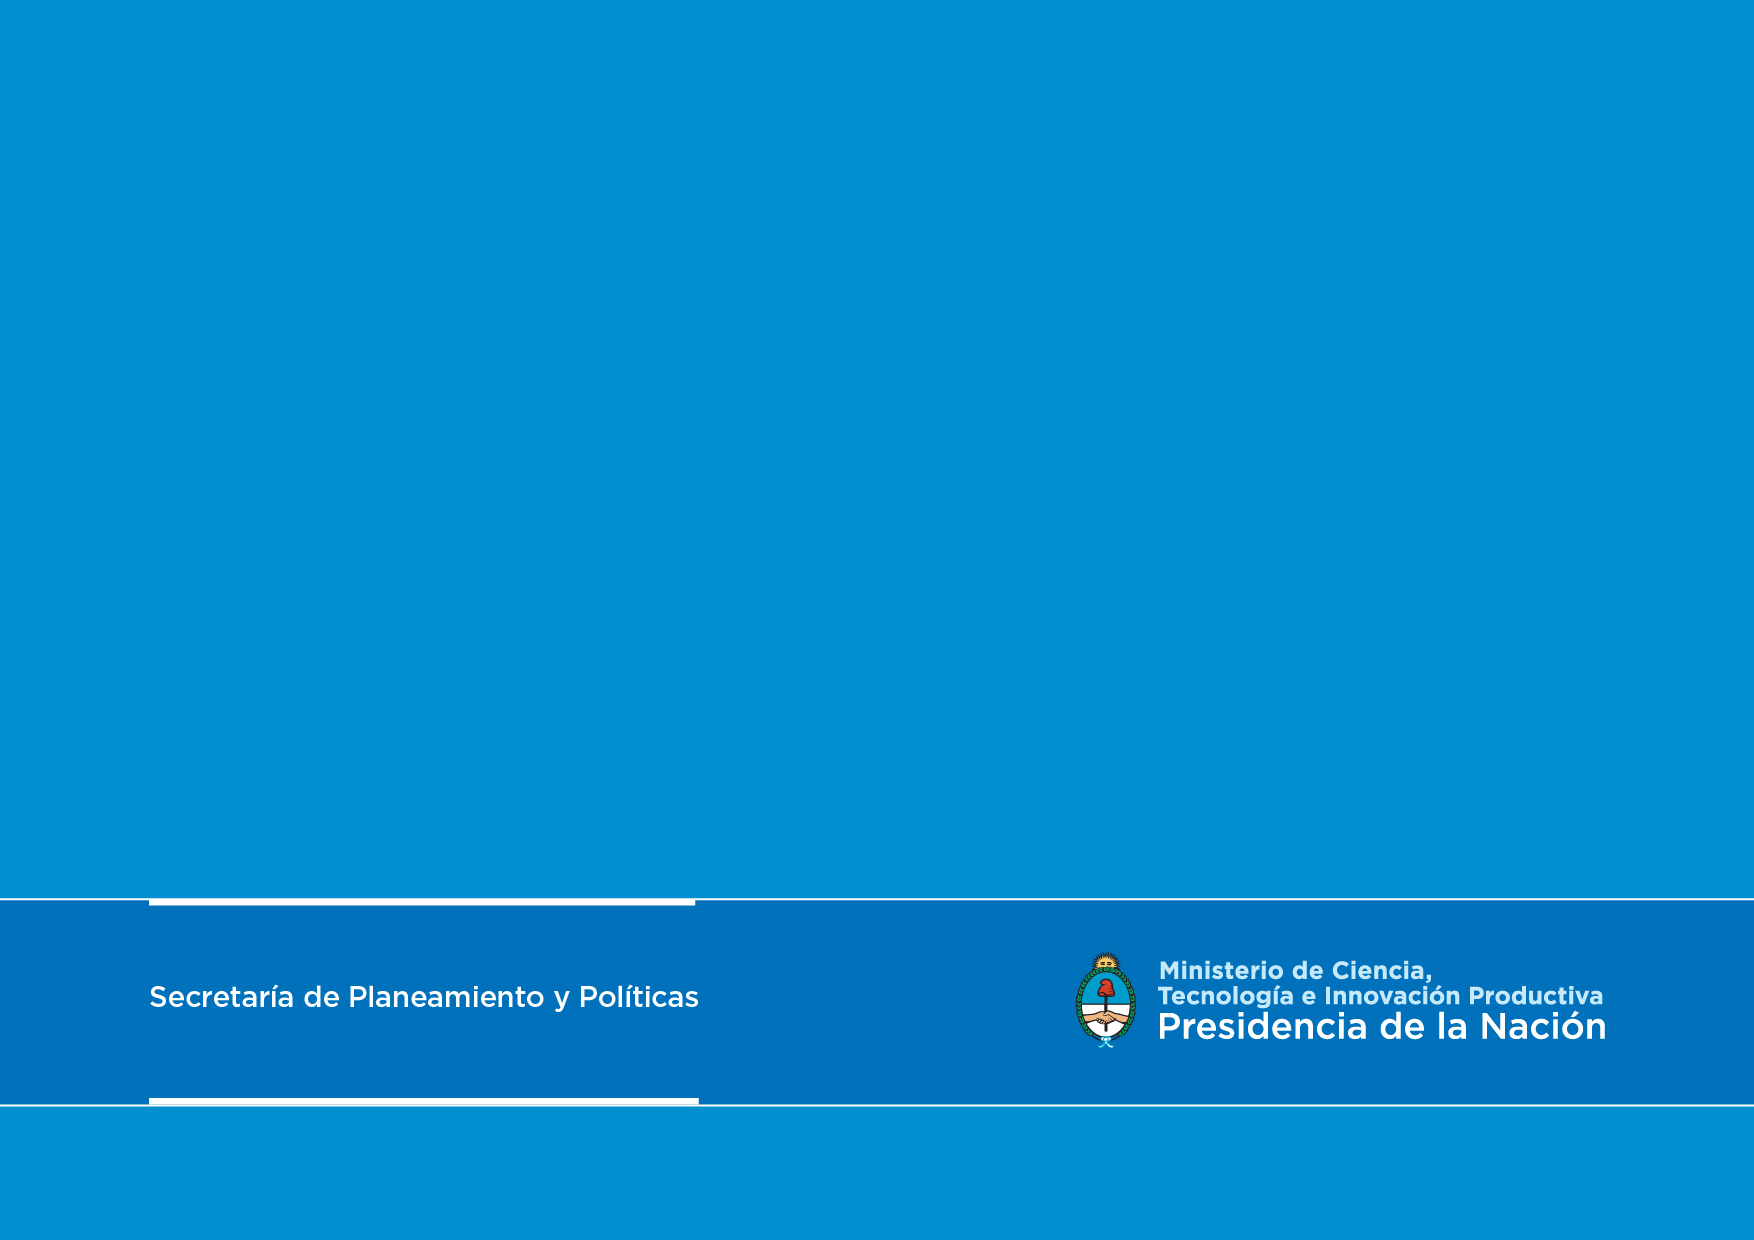 Secretaría de Planeamiento y Políticas
Ministerio de Ciencia,
Tecnología e Innovación Productiva
Presidencia de la Nación